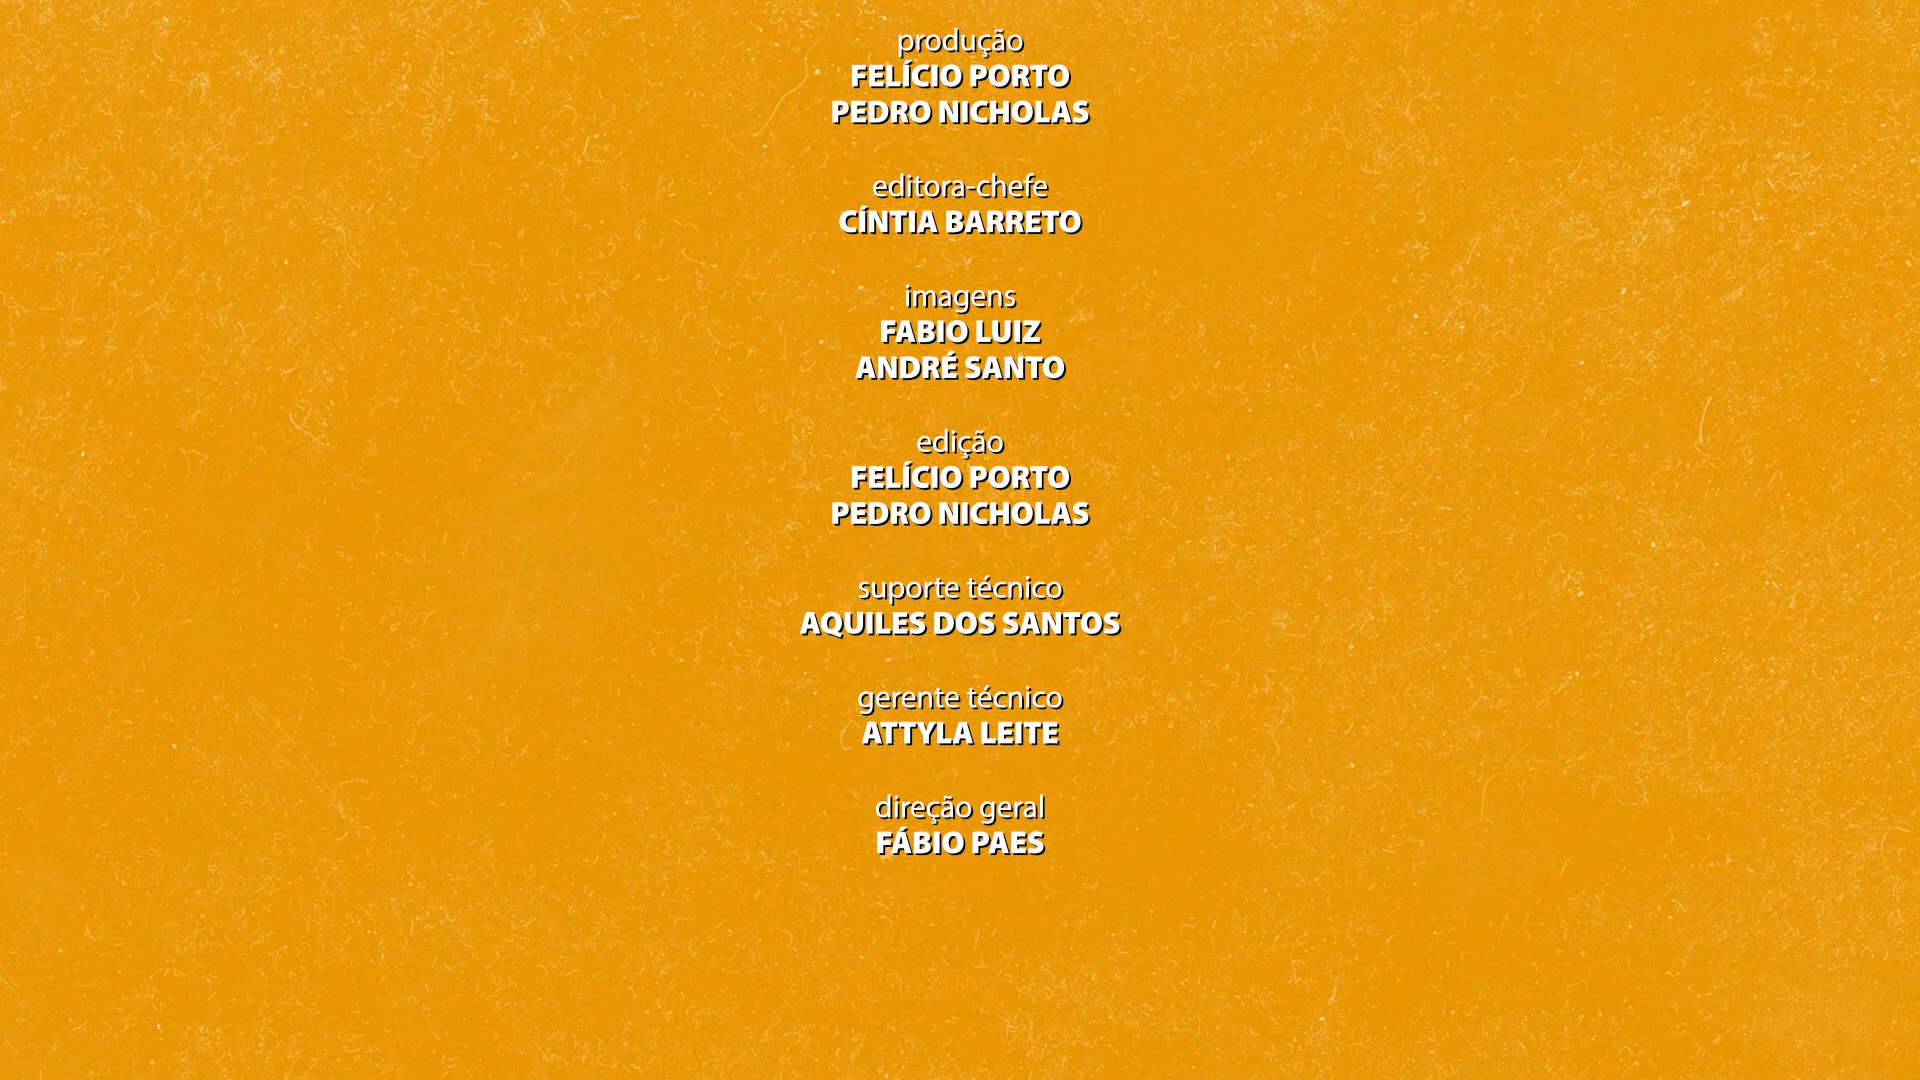 produção
FELÍCIO PORTO
PEDRO NICHOLAS
editora-chefe
CÍNTIA BARRETO
imagens
FABIO LUIZ
ANDRÉ SANTO
edição
FELÍCIO PORTO
PEDRO NICHOLAS
suporte técnico
AQUILES DOS SANTOS
gerente técnico
ATTYLA LEITE
direção geral
FÁBIO PAES